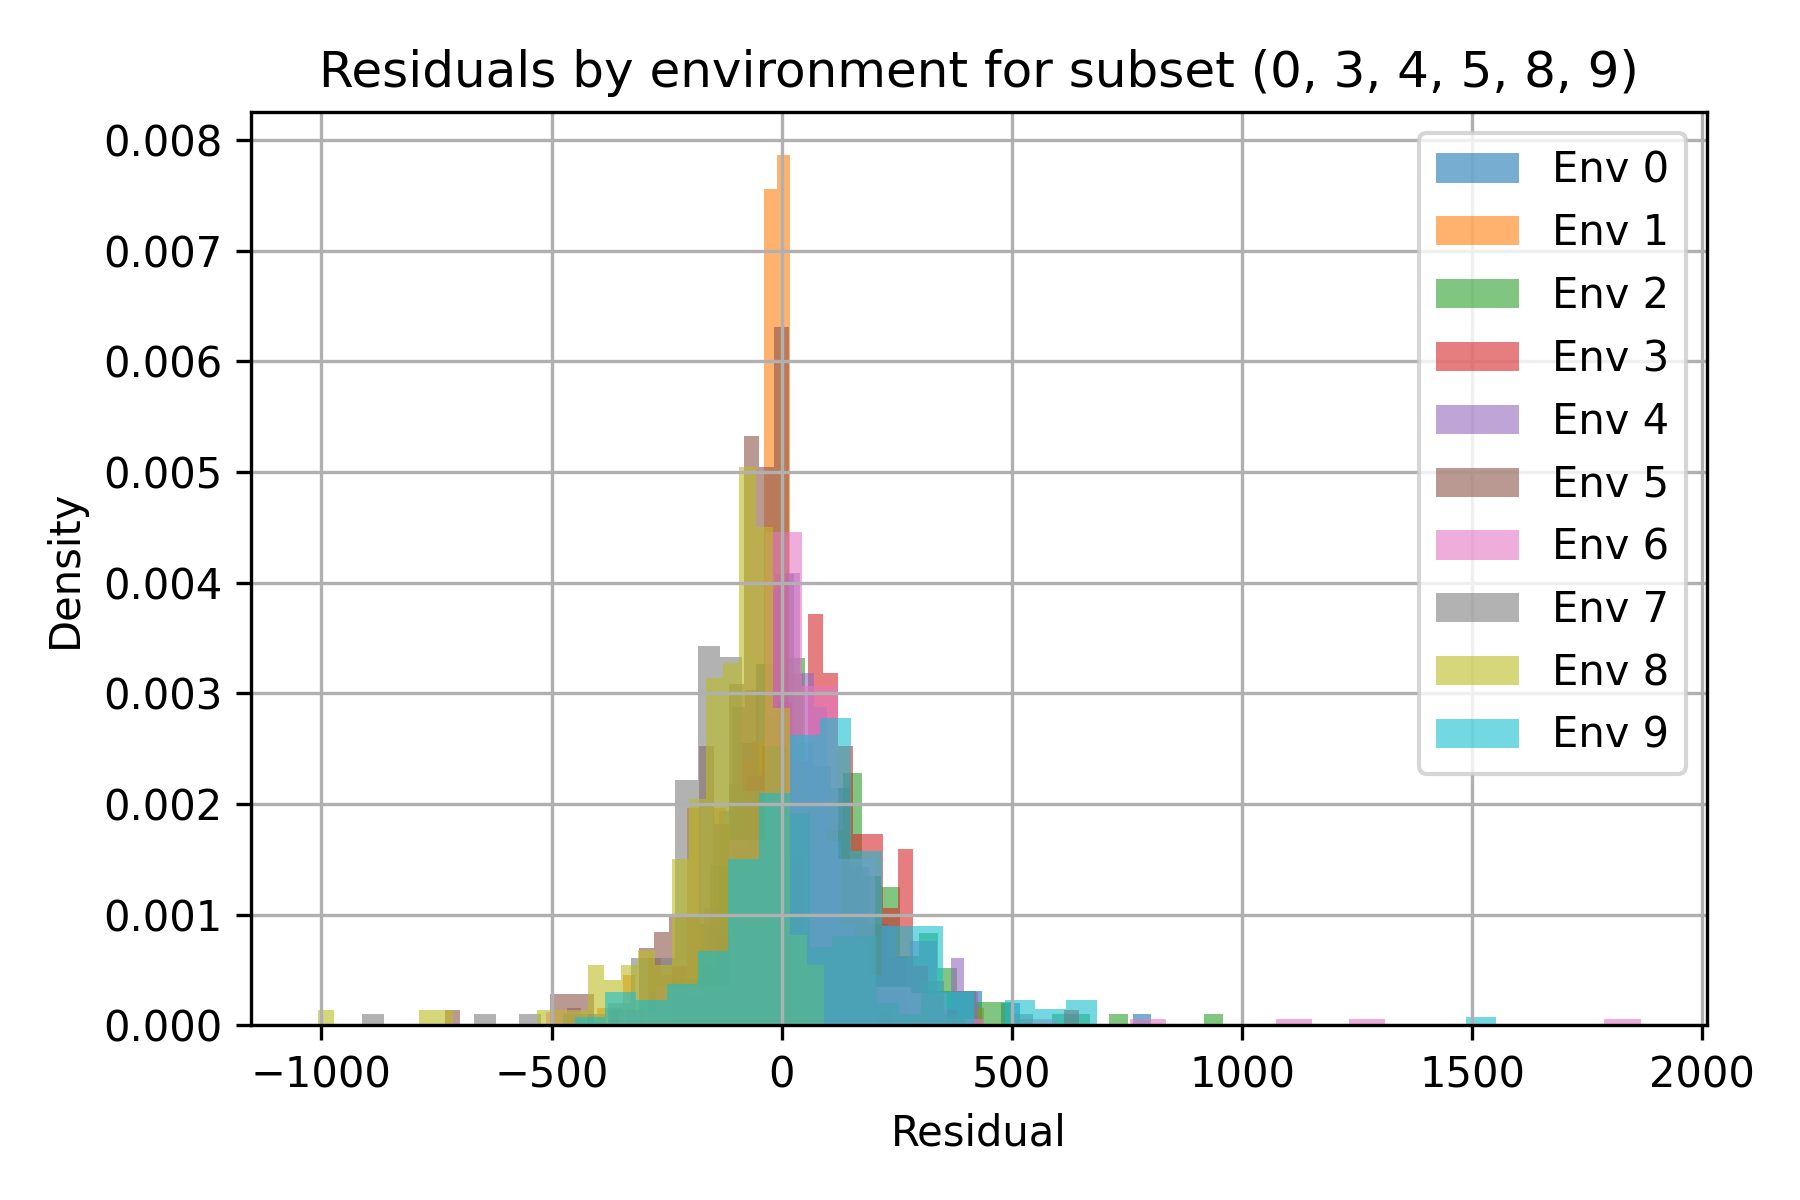 Residuals by environment for subset (0, 3, 4, 5, 8, 9)
0.008
0.007
0.006
0.005
0.004
0.003
0.002
0.001
0.000
Density
Env 0
Env 1
Env 2
Env 3
Env 4
Env 5
Env 6
Env 7
Env 8
Env 9
−1000 −500 0 500 1000 1500 2000
Residual